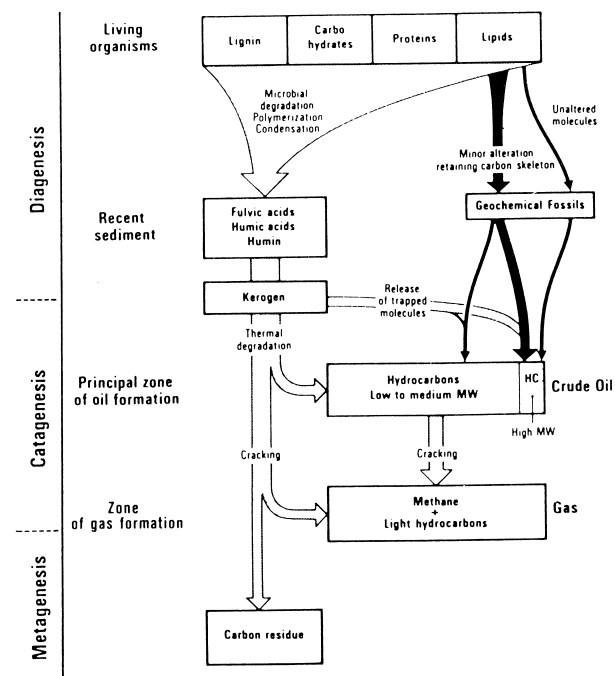 Living
organisms
Lignin
Carbo
hydrates
Proteins
Lipids
Microbial
degradation
Polymerization
Condensation
Unaltered
molecules
Minor alteration
retaining carbon skeleton
Diagenesis
Recent
sediment
Fulvic acids
Humic acids
Humin
Geochemical Fossils
Kerogen
Release
of trapped
molecules
Thermal
degradation
Catagenesis
Principal zone
of oil formation
Hydrocarbons
Low to medium MW
HC
Crude Oil
High MW
Cracking
Cracking
Zone
of gas formation
Methane
+
Light hydrocarbons
Gas
Metagenesis
Carbon residue